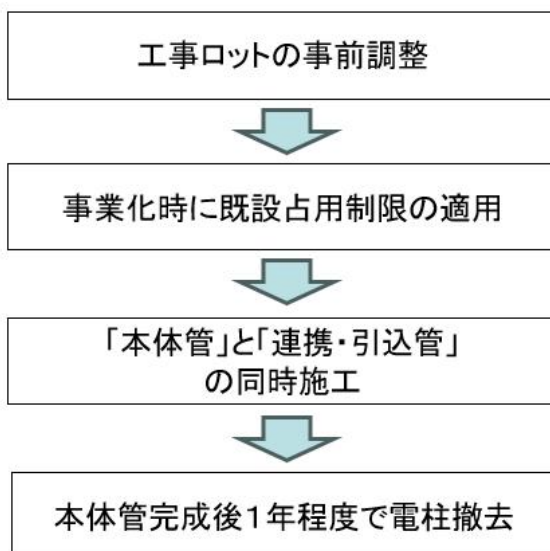 工事ロットの事前調整
事業化時に既設占用制限の適用
「本体管」と「連携・引込管」
の同時施工
本体管完成後１年程度で電柱撤去